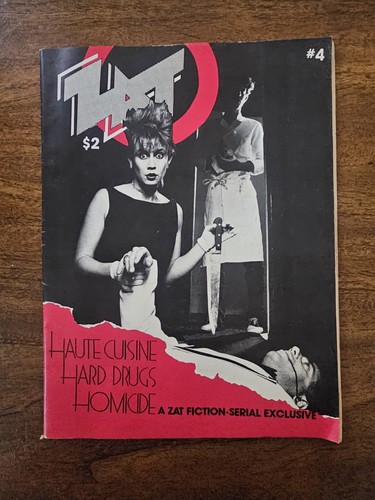 #4
ZAT
$2
HAUTE CUISINE
HARD DRUGS
HOMICIDE A ZAT FICTION-SERIAL EXCLUSIVE